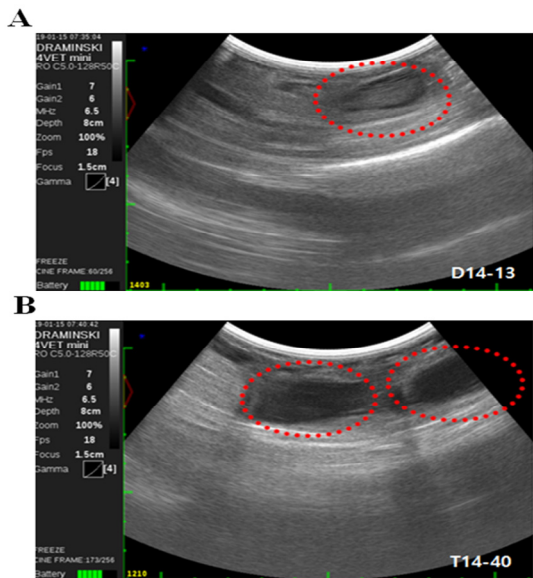 A
19-01-15 07:35:04
DRAMINSKI
4VET mini
RO C5.0-128R50C
Gain1 7
Gain2 6
MHz 6.5
Depth 8cm
Zoom 100%
Fps 18
Focus 1.5cm
Gamma [4]
FREEZE
CINE FRAME 60/256
Battery 1403
D14-13
B
19-01-15 07:40:42
DRAMINSKI
4VET mini
RO C5.0-128R50C
Gain1 7
Gain2 6
MHz 6.5
Depth 8cm
Zoom 100%
Fps 18
Focus 1.5cm
Gamma [4]
FREEZE
CINE FRAME:173/256
Battery 1210
T14-40